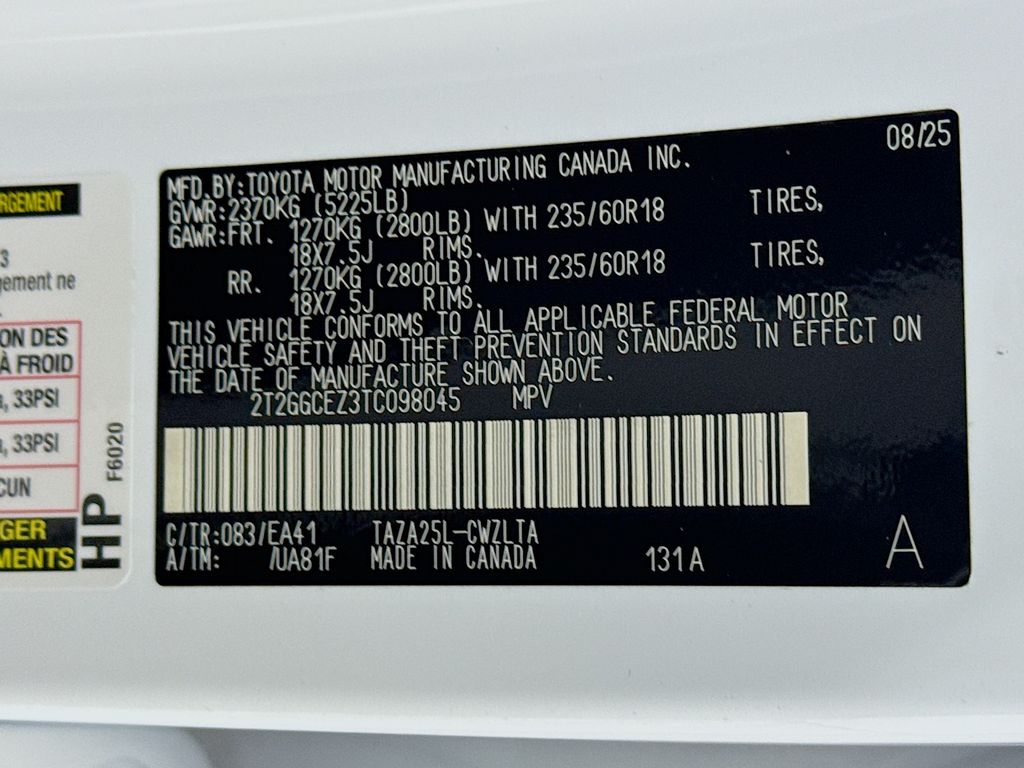 RGEMENT
gement ne
ON DES
À FROID
, 33PSI
, 33PSI
CUN
GER
MENTS
HP
F6020
08/25
MFD. BY: TOYOTA MOTOR MANUFACTURING CANADA INC.
GVWR: 2370KG (5225LB)
GAWR: FRT. 1270KG (2800LB) WITH 235/60R18 TIRES,
18X7.5J RIMS.
RR. 1270KG (2800LB) WITH 235/60R18 TIRES,
18X7.5J RIMS.
THIS VEHICLE CONFORMS TO ALL APPLICABLE FEDERAL MOTOR
VEHICLE SAFETY AND THEFT PREVENTION STANDARDS IN EFFECT ON
THE DATE OF MANUFACTURE SHOWN ABOVE.
2T2GGCEZ3TC098045 MPV
C/TR: 083/EA41 TAZA25L-CWZLTA
A/TM: /UA81F MADE IN CANADA 131A
A